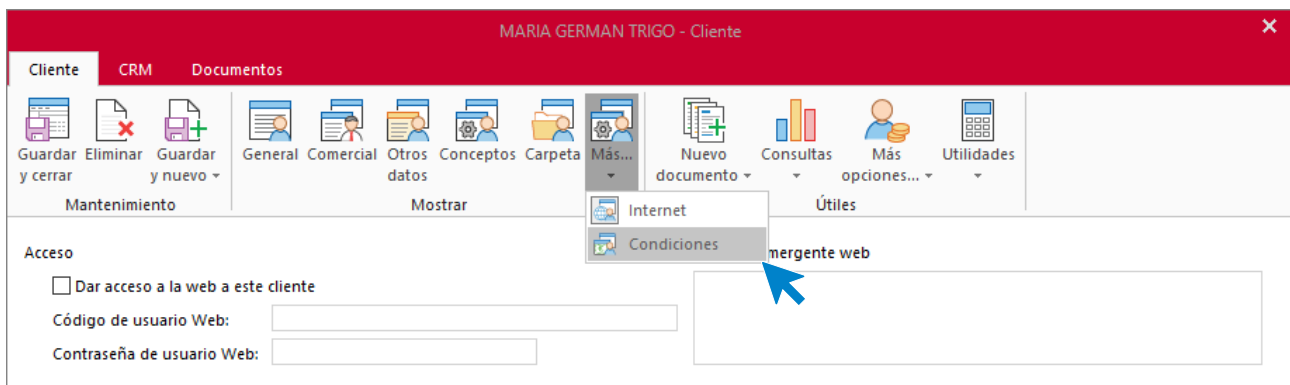 MARIA GERMAN TRIGO - Cliente
Cliente CRM Documentos
Guardar y cerrar
Eliminar
Guardar y nuevo
General
Comercial
Otros datos
Conceptos
Carpeta
Más...
Nuevo documento
Consultas
Más opciones...
Utilidades
Mantenimiento
Mostrar
Útiles
Internet
Condiciones
Acceso
mergente web
Dar acceso a la web a este cliente
Código de usuario Web:
Contraseña de usuario Web: